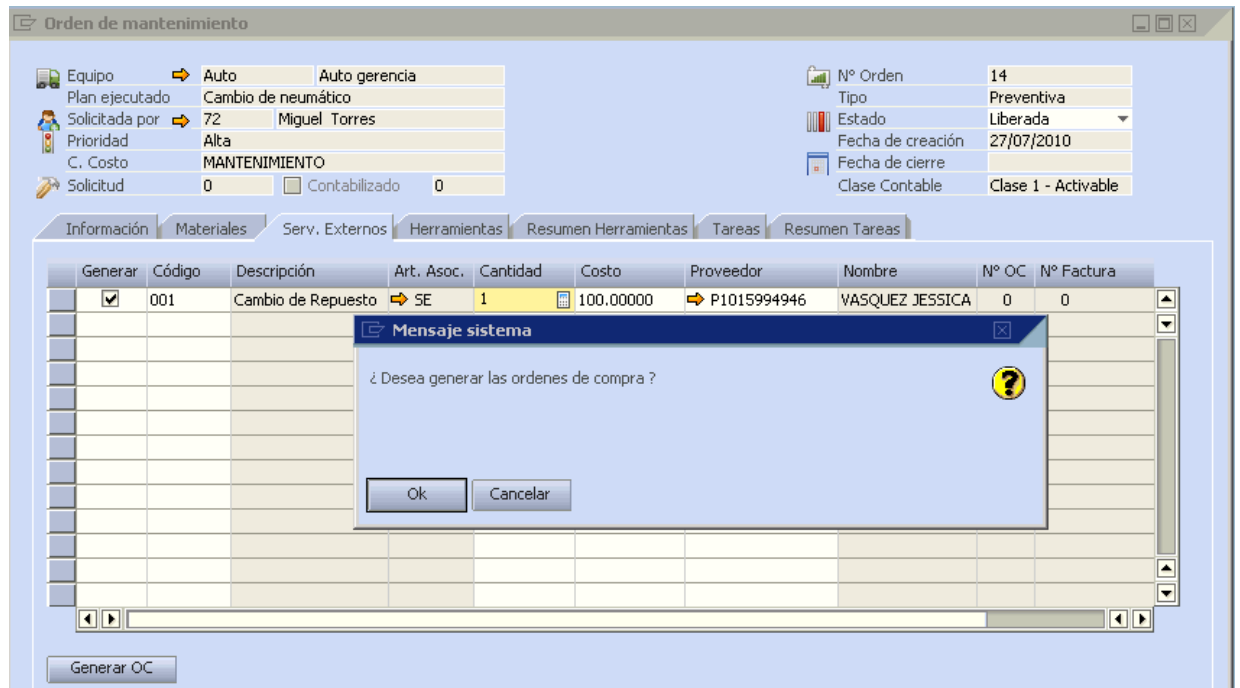 Orden de mantenimiento
Equipo Auto Auto gerencia Nº Orden 14
Plan ejecutado Cambio de neumático Tipo Preventiva
Solicitada por 72 Miguel Torres Estado Liberada
Prioridad Alta Fecha de creación 27/07/2010
C. Costo MANTENIMIENTO Fecha de cierre
Solicitud 0 Contabilizado 0 Clase Contable Clase 1 - Activable
Información Materiales Serv. Externos Herramientas Resumen Herramientas Tareas Resumen Tareas
Generar Código Descripción Art. Asoc. Cantidad Costo Proveedor Nombre Nº OC Nº Factura
001 Cambio de Repuesto SE 1 100.00000 P1015994946 VASQUEZ JESSICA 0 0
Mensaje sistema
¿ Desea generar las ordenes de compra ?
Ok Cancelar
Generar OC